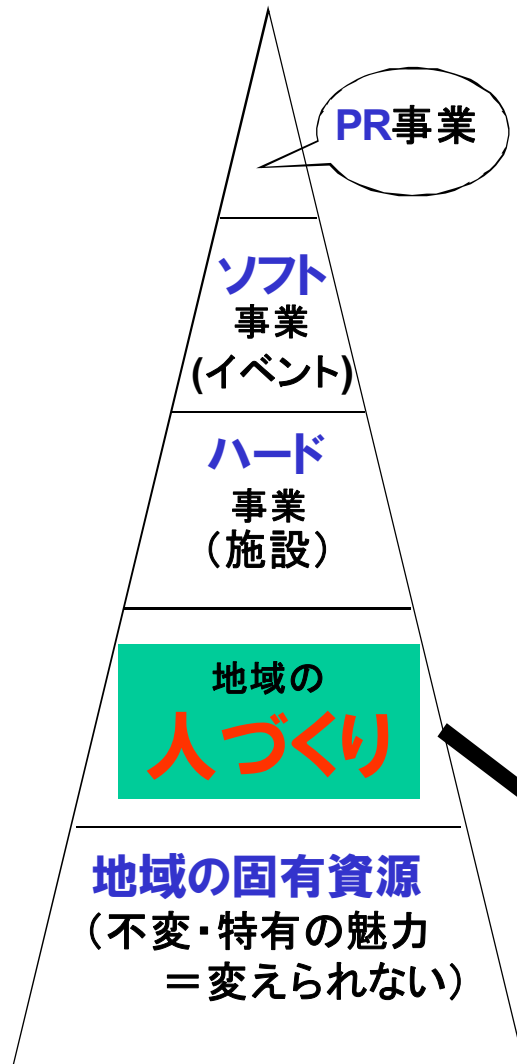 PR事業
ソフト
事業
(イベント)
ハード
事業
（施設）
地域の
人づくり
地域の固有資源
（不変・特有の魅力
＝変えられない）